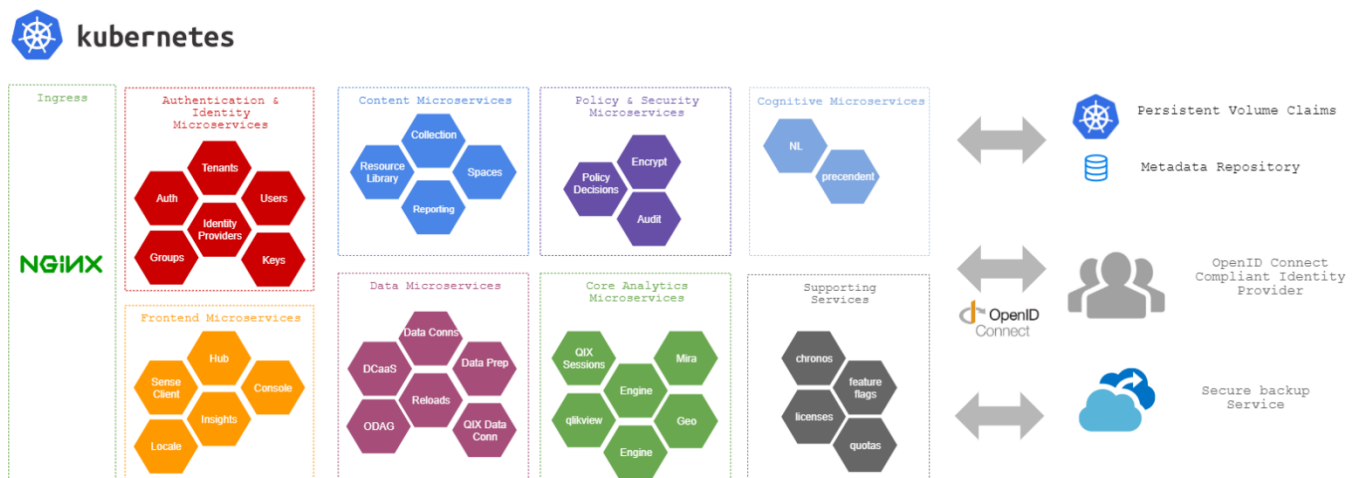 kubernetes
Ingress
NGINX
Authentication &
Identity
Microservices
Tenants
Auth
Users
Identity
Providers
Groups
Keys
Content Microservices
Collection
Resource
Library
Spaces
Reporting
Policy & Security
Microservices
Encrypt
Policy
Decisions
Audit
Cognitive Microservices
NL
precendent
Persistent Volume Claims
Metadata Repository
Frontend Microservices
Hub
Sense
Client
Console
Insights
Locale
Data Microservices
Data Conns
DCaaS
Data Prep
Reloads
ODAG
QIX Data
Conn
Core Analytics
Microservices
QIX
Sessions
Mira
Engine
qlikview
Geo
Engine
Supporting
Services
chronos
feature
flags
licenses
quotas
OpenID
Connect
OpenID Connect
Compliant Identity
Provider
Secure backup
Service